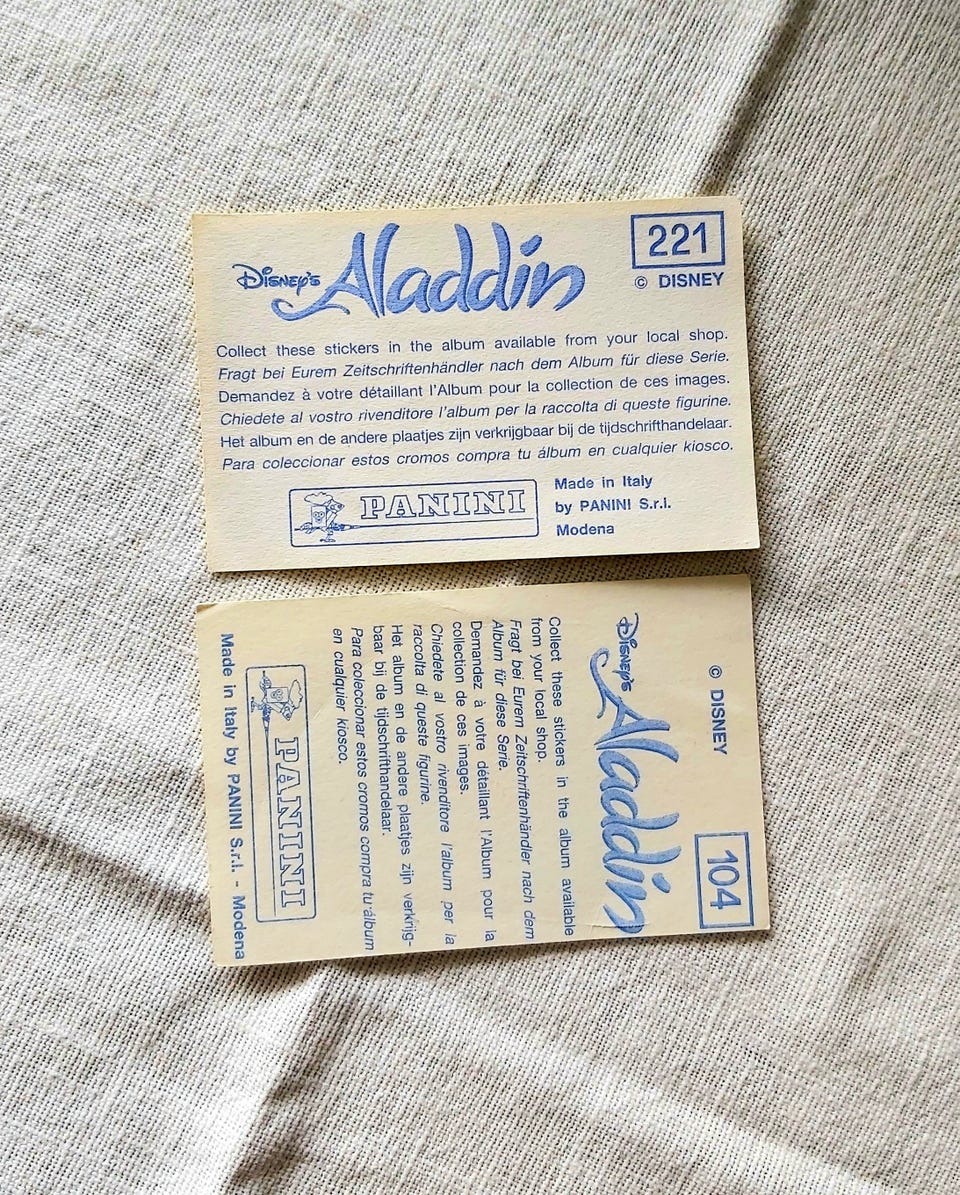 Disney's Aladdin
221
© DISNEY
Collect these stickers in the album available from your local shop.
Fragt bei Eurem Zeitschriftenhändler nach dem Album für diese Serie.
Demandez à votre détaillant l'Album pour la collection de ces images.
Chiedete al vostro rivenditore l'album per la raccolta di queste figurine.
Het album en de andere plaatjes zijn verkrijgbaar bij de tijdschrifthandelaar.
Para coleccionar estos cromos compra tu álbum en cualquier kiosco.
PANINI
Made in Italy
by PANINI S.r.l.
Modena
© DISNEY
104
Disney's Aladdin
Collect these stickers in the album available
from your local shop.
Fragt bei Eurem Zeitschriftenhändler nach dem
Album für diese Serie.
Demandez à votre détaillant l'Album pour la
collection de ces images.
Chiedete al vostro rivenditore l'album per la
raccolta di queste figurine.
Het album en de andere plaatjes zijn verkrijg-
baar bij de tijdschrifthandelaar.
Para coleccionar estos cromos compra tu álbum
en cualquier kiosco.
PANINI
Made in Italy by PANINI S.r.l. - Modena